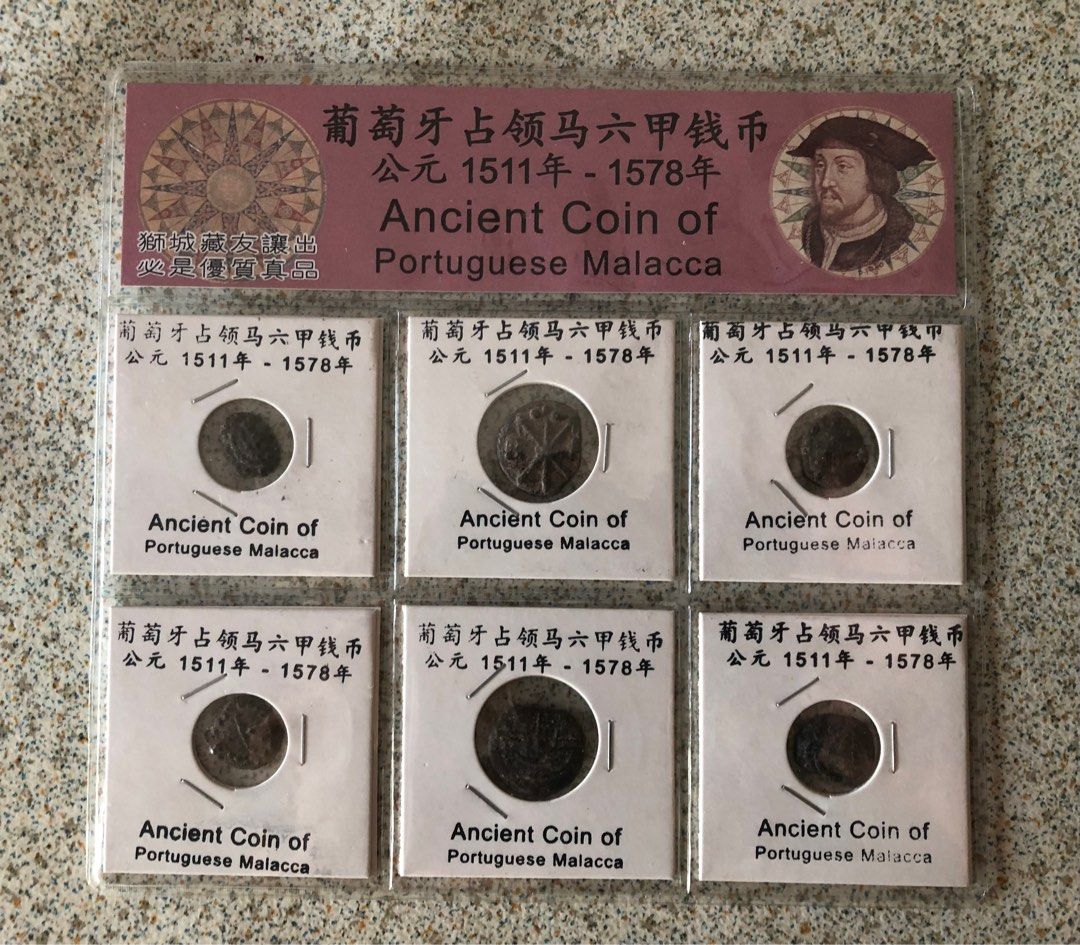 葡萄牙占领马六甲钱币
公元 1511年 - 1578年
Ancient Coin of
Portuguese Malacca
獅城藏友讓出
必是優質真品
葡萄牙占领马六甲钱币
公元 1511年 - 1578年
Ancient Coin of
Portuguese Malacca
葡萄牙占领马六甲钱币
公元 1511年 - 1578年
Ancient Coin of
Portuguese Malacca
葡萄牙占领马六甲钱币
公元 1511年 - 1578年
Ancient Coin of
Portuguese Malacca
葡萄牙占领马六甲钱币
公元 1511年 - 1578年
Ancient Coin of
Portuguese Malacca
葡萄牙占领马六甲钱币
公元 1511年 - 1578年
Ancient Coin of
Portuguese Malacca
葡萄牙占领马六甲钱币
公元 1511年 - 1578年
Ancient Coin of
Portuguese Malacca